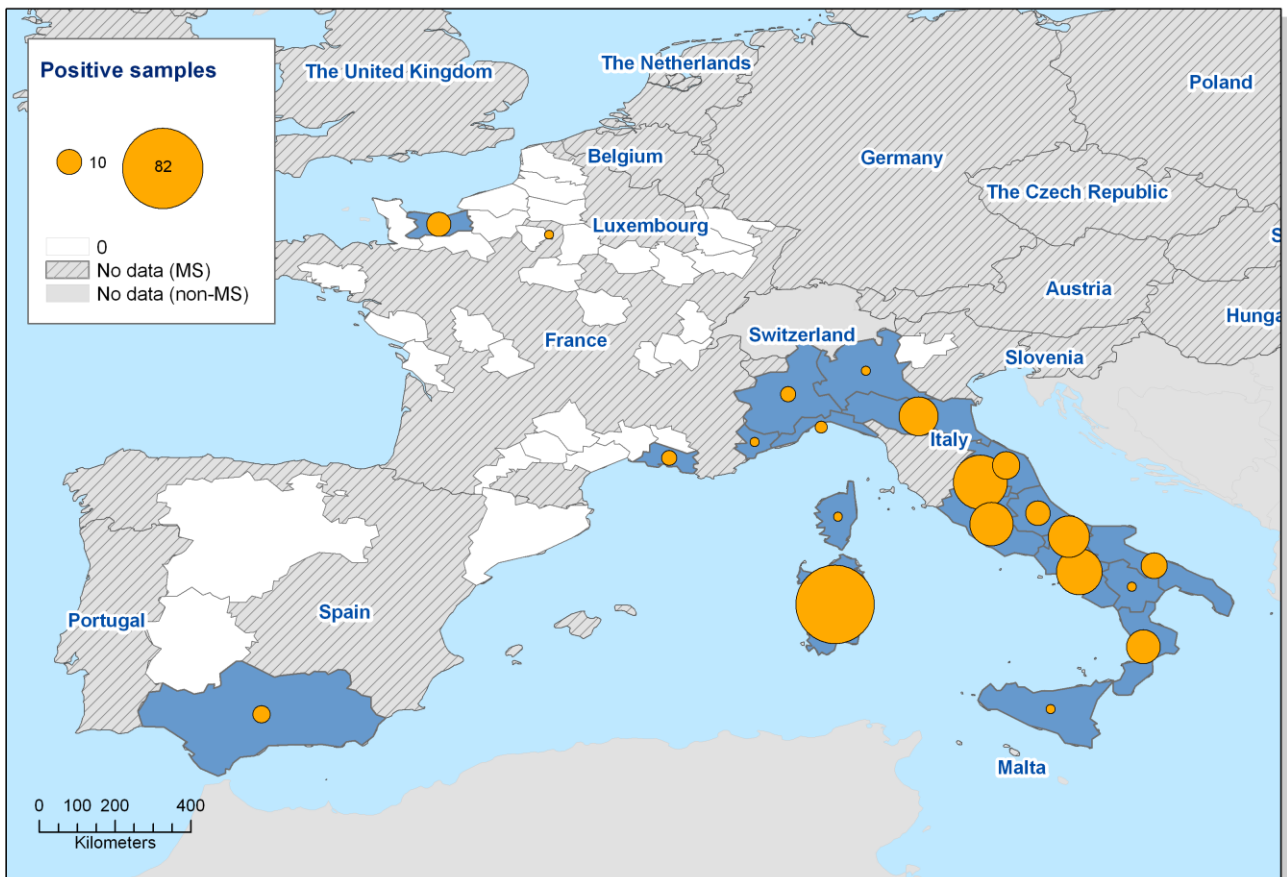 Positive samples
10
82
0
No data (MS)
No data (non-MS)
The United Kingdom
The Netherlands
Poland
Belgium
Germany
The Czech Republic
Luxembourg
S
Austria
Hunga
France
Switzerland
Slovenia
Italy
Portugal
Spain
Malta
0 100 200 400
Kilometers